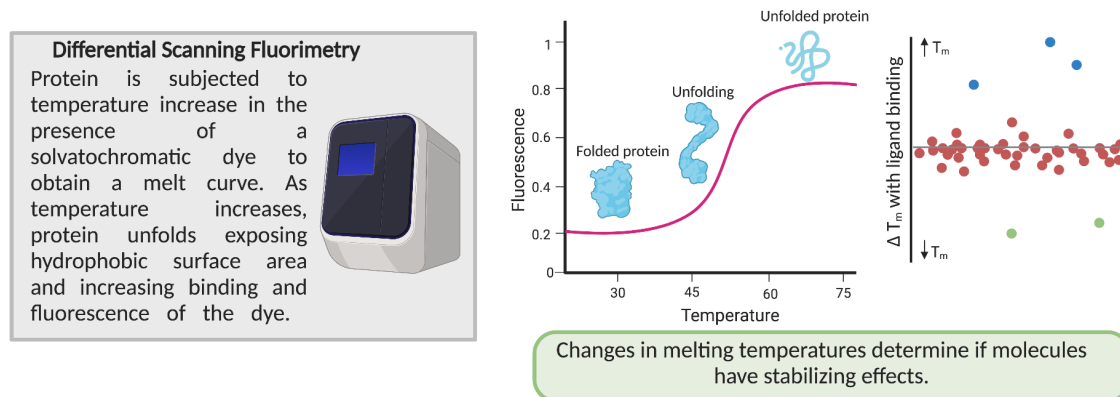 Differential Scanning Fluorimetry
Protein is subjected to
temperature increase in the
presence of a
solvatochromatic dye to
obtain a melt curve. As
temperature increases,
protein unfolds exposing
hydrophobic surface area
and increasing binding and
fluorescence of the dye.
Fluorescence
1
0.8
0.6
0.4
0.2
0
30
45
60
75
Temperature
Folded protein
Unfolding
Unfolded protein
Δ Tm with ligand binding
↑ Tm
↓ Tm
Changes in melting temperatures determine if molecules
have stabilizing effects.